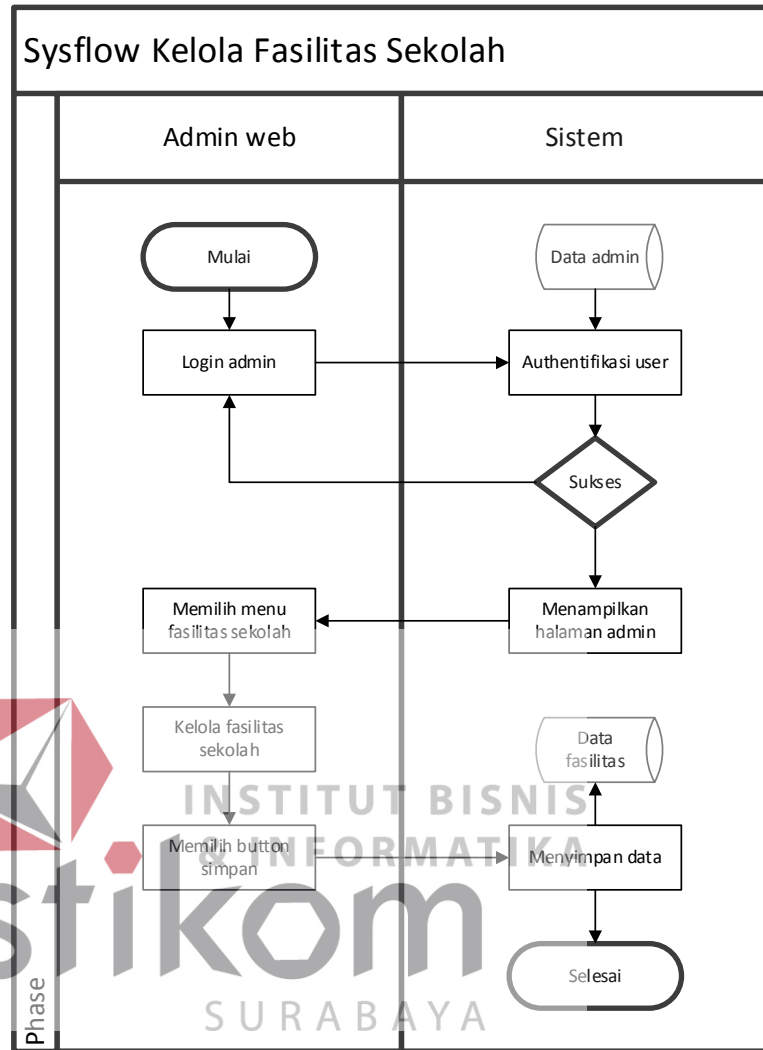 Sysflow Kelola Fasilitas Sekolah
Admin web
Sistem
Mulai
Data admin
Login admin
Authentifikasi user
Sukses
Memilih menu
fasilitas sekolah
Menampilkan
halaman admin
Kelola fasilitas
sekolah
Data
fasilitas
INSTITUT BISNIS
& INFORMATIKA
Memilih button
simpan
Menyimpan data
stikom
SURABAYA
Selesai
Phase